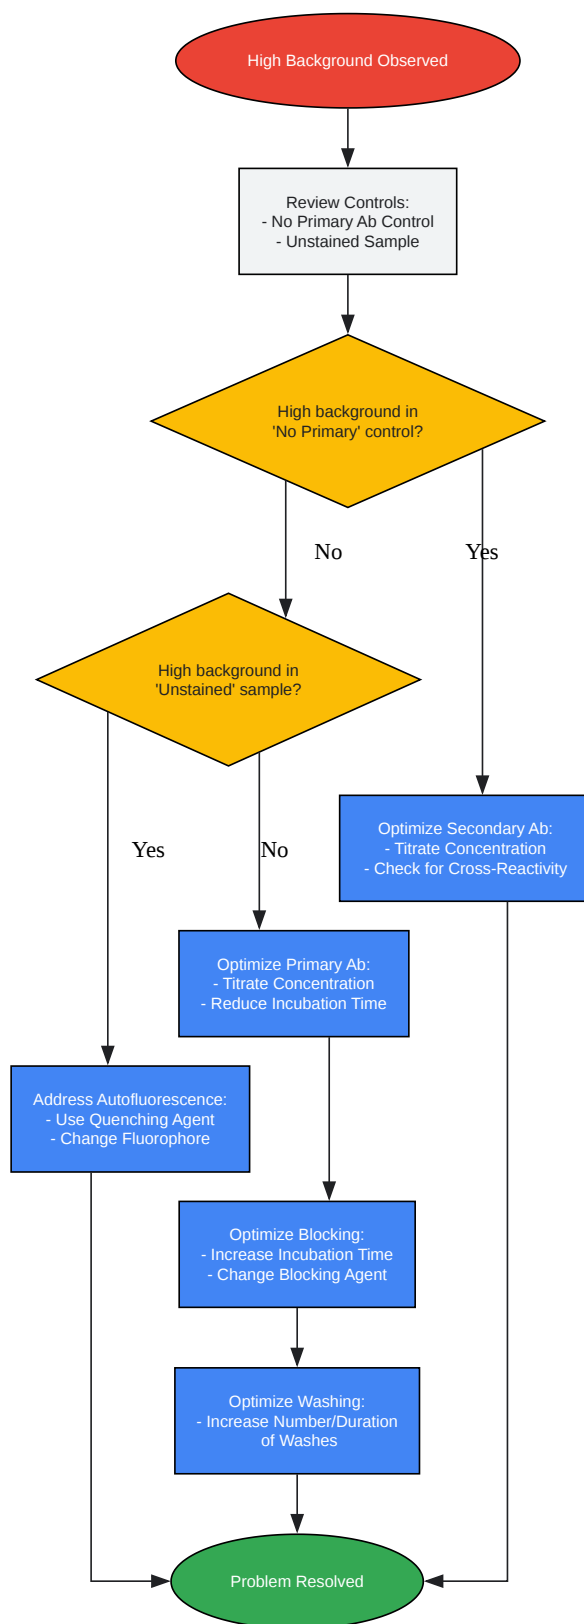 High Background Observed
Review Controls:
- No Primary Ab Control
- Unstained Sample
High background in
'No Primary' control?
No
Yes
High background in
'Unstained' sample?
Optimize Secondary Ab:
- Titrate Concentration
- Check for Cross-Reactivity
Yes
No
Optimize Primary Ab:
- Titrate Concentration
- Reduce Incubation Time
Address Autofluorescence:
- Use Quenching Agent
- Change Fluorophore
Optimize Blocking:
- Increase Incubation Time
- Change Blocking Agent
Optimize Washing:
- Increase Number/Duration
of Washes
Problem Resolved